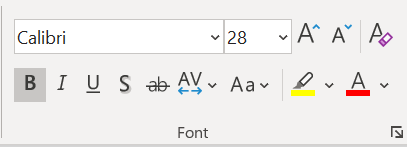 Calibri 28 A A A
B I U S ab AV Aa A
Font